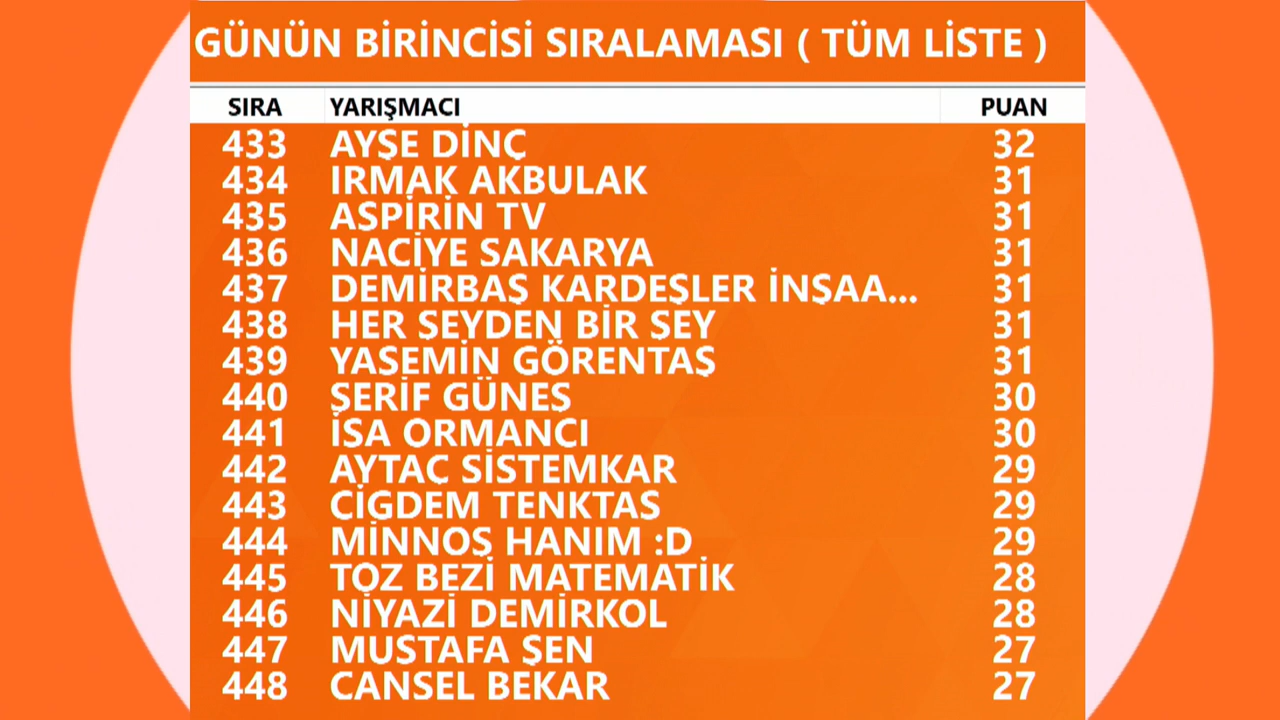 GÜNÜN BİRİNCİSİ SIRALAMASI ( TÜM LİSTE )
SIRA YARIŞMACI PUAN
433 AYŞE DİNÇ 32
434 IRMAK AKBULAK 31
435 ASPİRİN TV 31
436 NACİYE SAKARYA 31
437 DEMİRBAŞ KARDEŞLER İNŞAA... 31
438 HER ŞEYDEN BİR ŞEY 31
439 YASEMİN GÖRENTAŞ 31
440 ŞERİF GÜNEŞ 30
441 İSA ORMANCI 30
442 AYTAÇ SİSTEMKAR 29
443 ÇİĞDEM TENKTAŞ 29
444 MİNNOŞ HANIM :D 29
445 TOZ BEZİ MATEMATİK 28
446 NİYAZİ DEMİRKOL 28
447 MUSTAFA ŞEN 27
448 CANSEL BEKAR 27